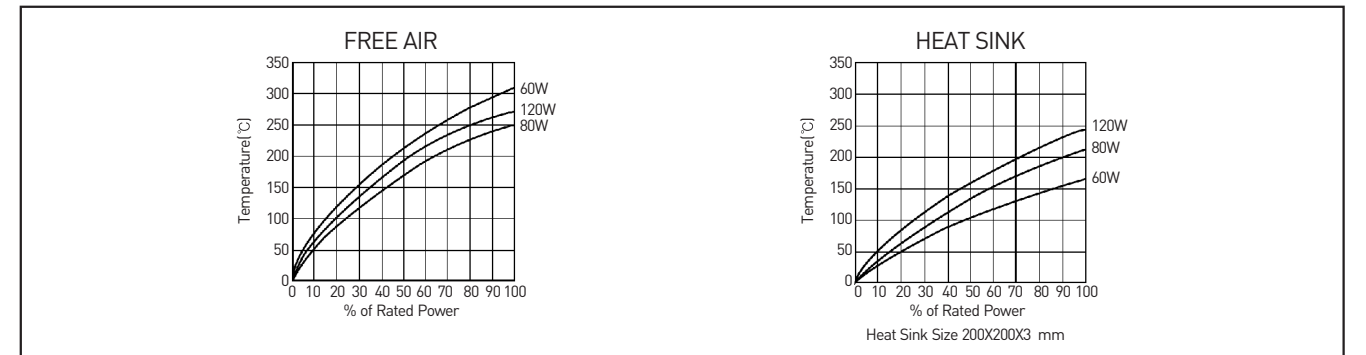 FREE AIR
Temperature(℃)
350
300
250
200
150
100
50
0
0 10 20 30 40 50 60 70 80 90 100
60W
120W
80W
% of Rated Power
HEAT SINK
Temperature(℃)
350
300
250
200
150
100
50
0
0 10 20 30 40 50 60 70 80 90 100
120W
80W
60W
% of Rated Power
Heat Sink Size 200X200X3 mm